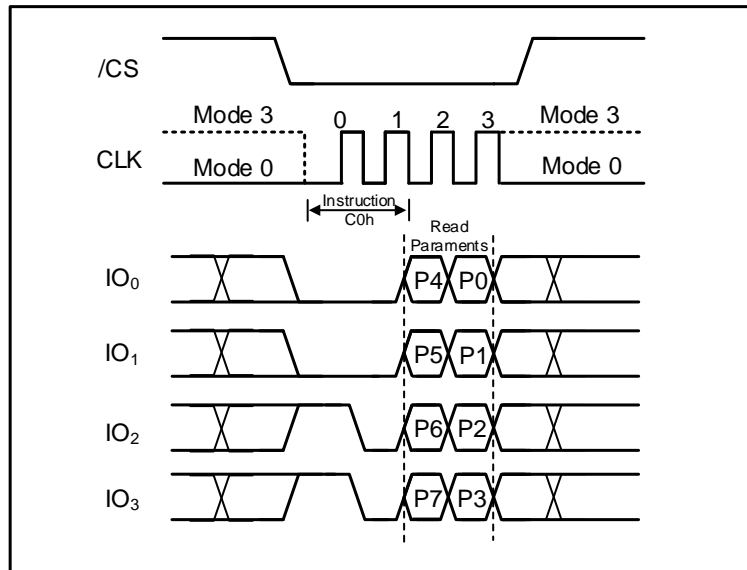 /CS
Mode 3 0 1 2 3 Mode 3
CLK
Mode 0 Mode 0
Instruction
C0h
Read
Paraments
IO₀ P4 P0
IO₁ P5 P1
IO₂ P6 P2
IO₃ P7 P3